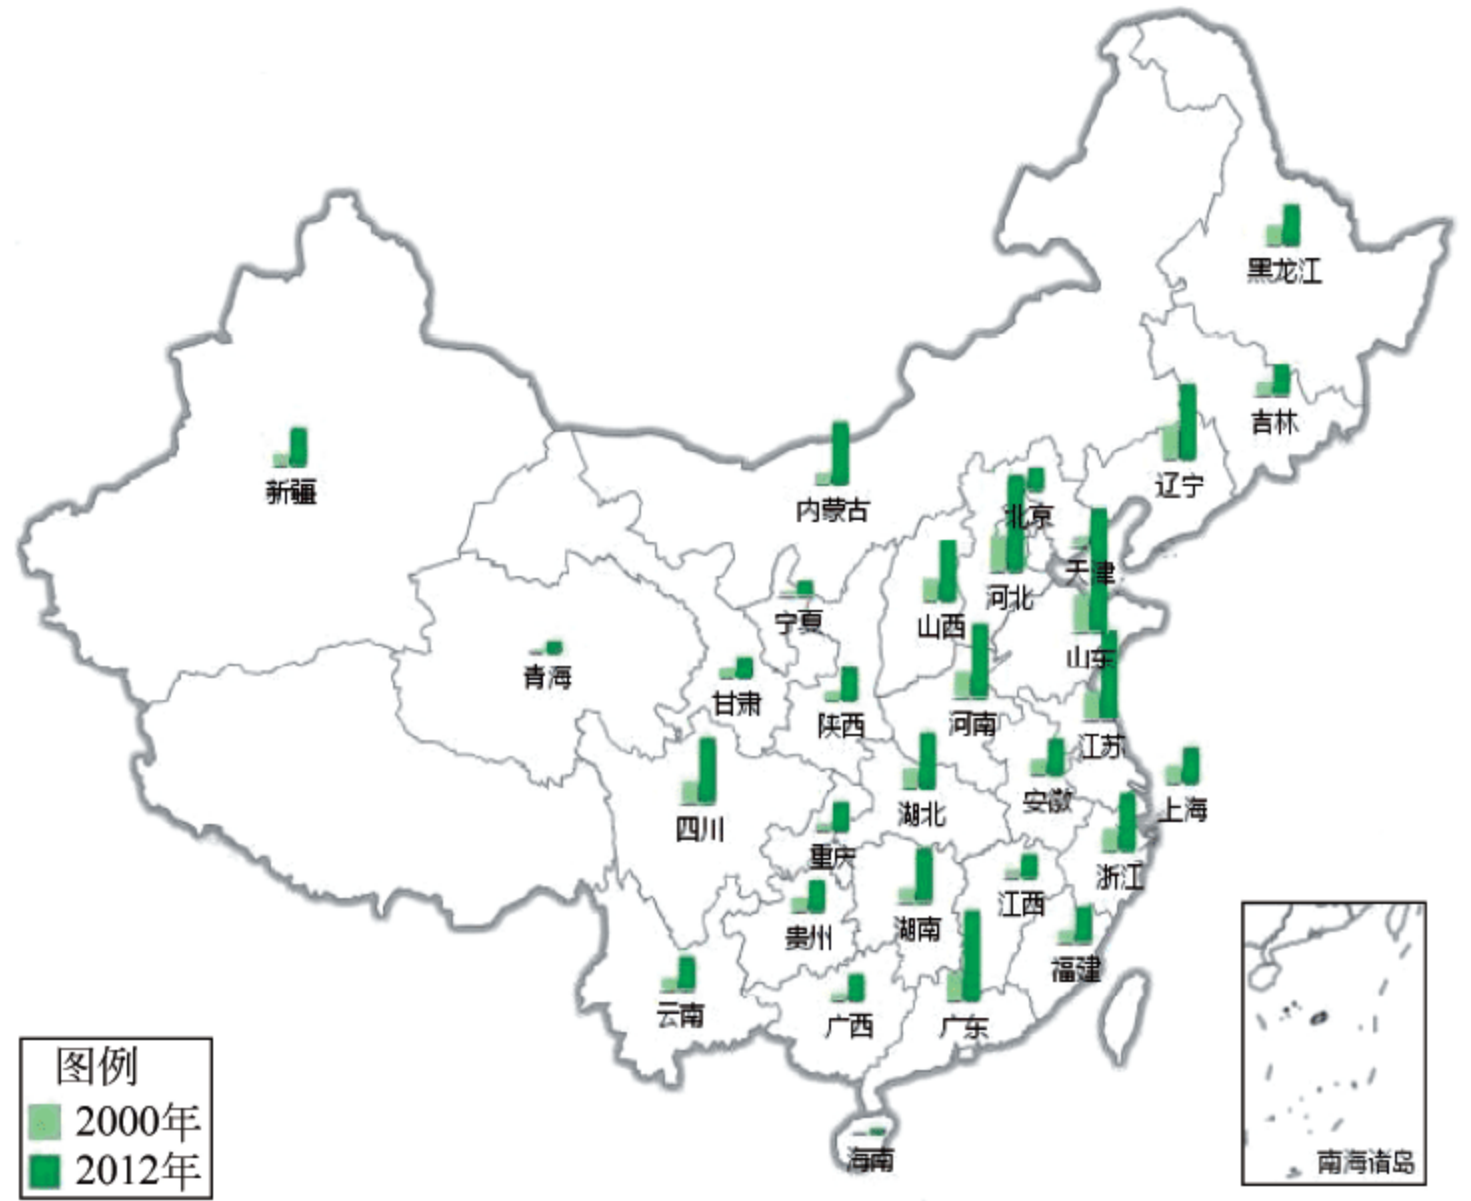 黑龙江
吉林
辽宁
新疆
内蒙古
北京
天津
河北
宁夏
山西
山东
青海
甘肃
陕西
河南
江苏
四川
湖北
安徽
上海
重庆
浙江
江西
贵州
湖南
福建
云南
广西
广东
海南
图例
2000年
2012年
南海诸岛